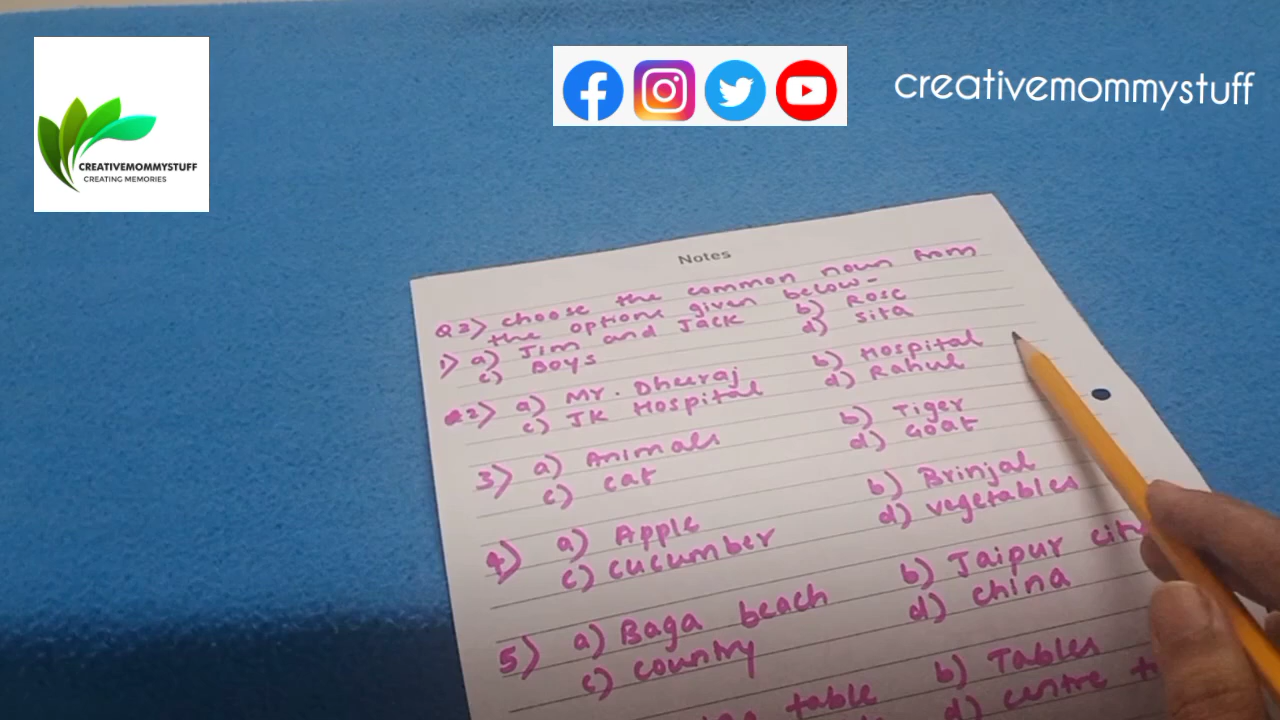 CREATIVEMOMMYSTUFF
CREATING MEMORIES
creativemommystuff
Notes
Q2) choose the common noun from
the options given below-
1) a) Jim and Jack b) Rose
c) Boys d) Sita
2) a) Mr. Dheeraj b) Hospital
c) JK Hospital d) Rahul
3) a) Animals b) Tiger
c) cat d) Goat
4) a) Apple b) Brinjal
c) cucumber d) vegetables
5) a) Baga beach b) Jaipur city
c) country d) china
table b) Tables
d) centre